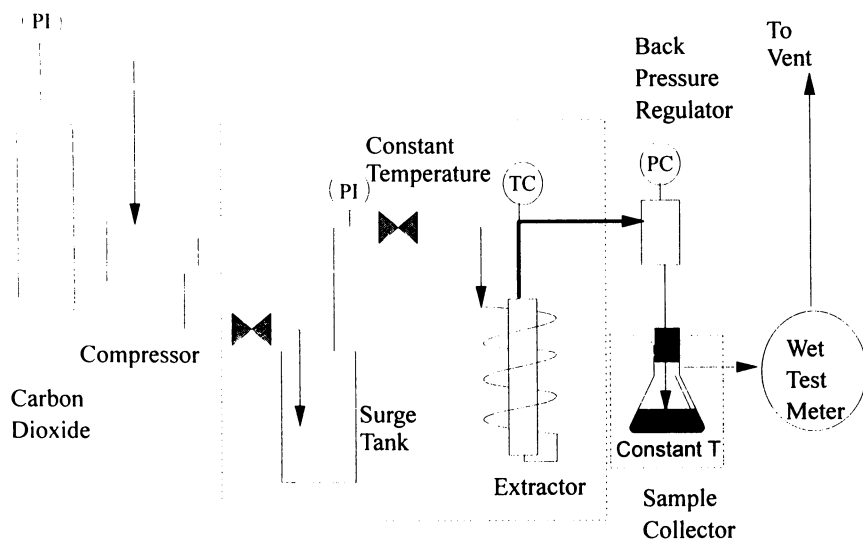 (PI)
Compressor
Carbon
Dioxide
(PI)
Constant
Temperature
Surge
Tank
TC
Extractor
Back
Pressure
Regulator
PC
Constant T
Sample
Collector
To
Vent
Wet
Test
Meter